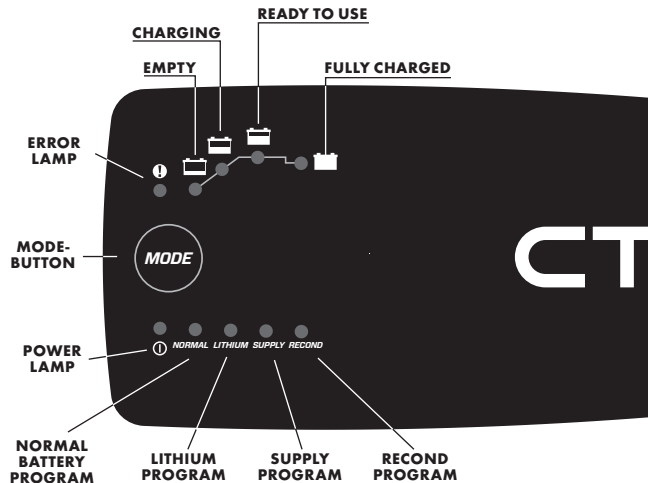 READY TO USE
CHARGING
EMPTY
FULLY CHARGED
ERROR
LAMP
MODE-
BUTTON
MODE
CT
POWER
LAMP
NORMAL LITHIUM SUPPLY RECOND
NORMAL
BATTERY
PROGRAM
LITHIUM
PROGRAM
SUPPLY
PROGRAM
RECOND
PROGRAM